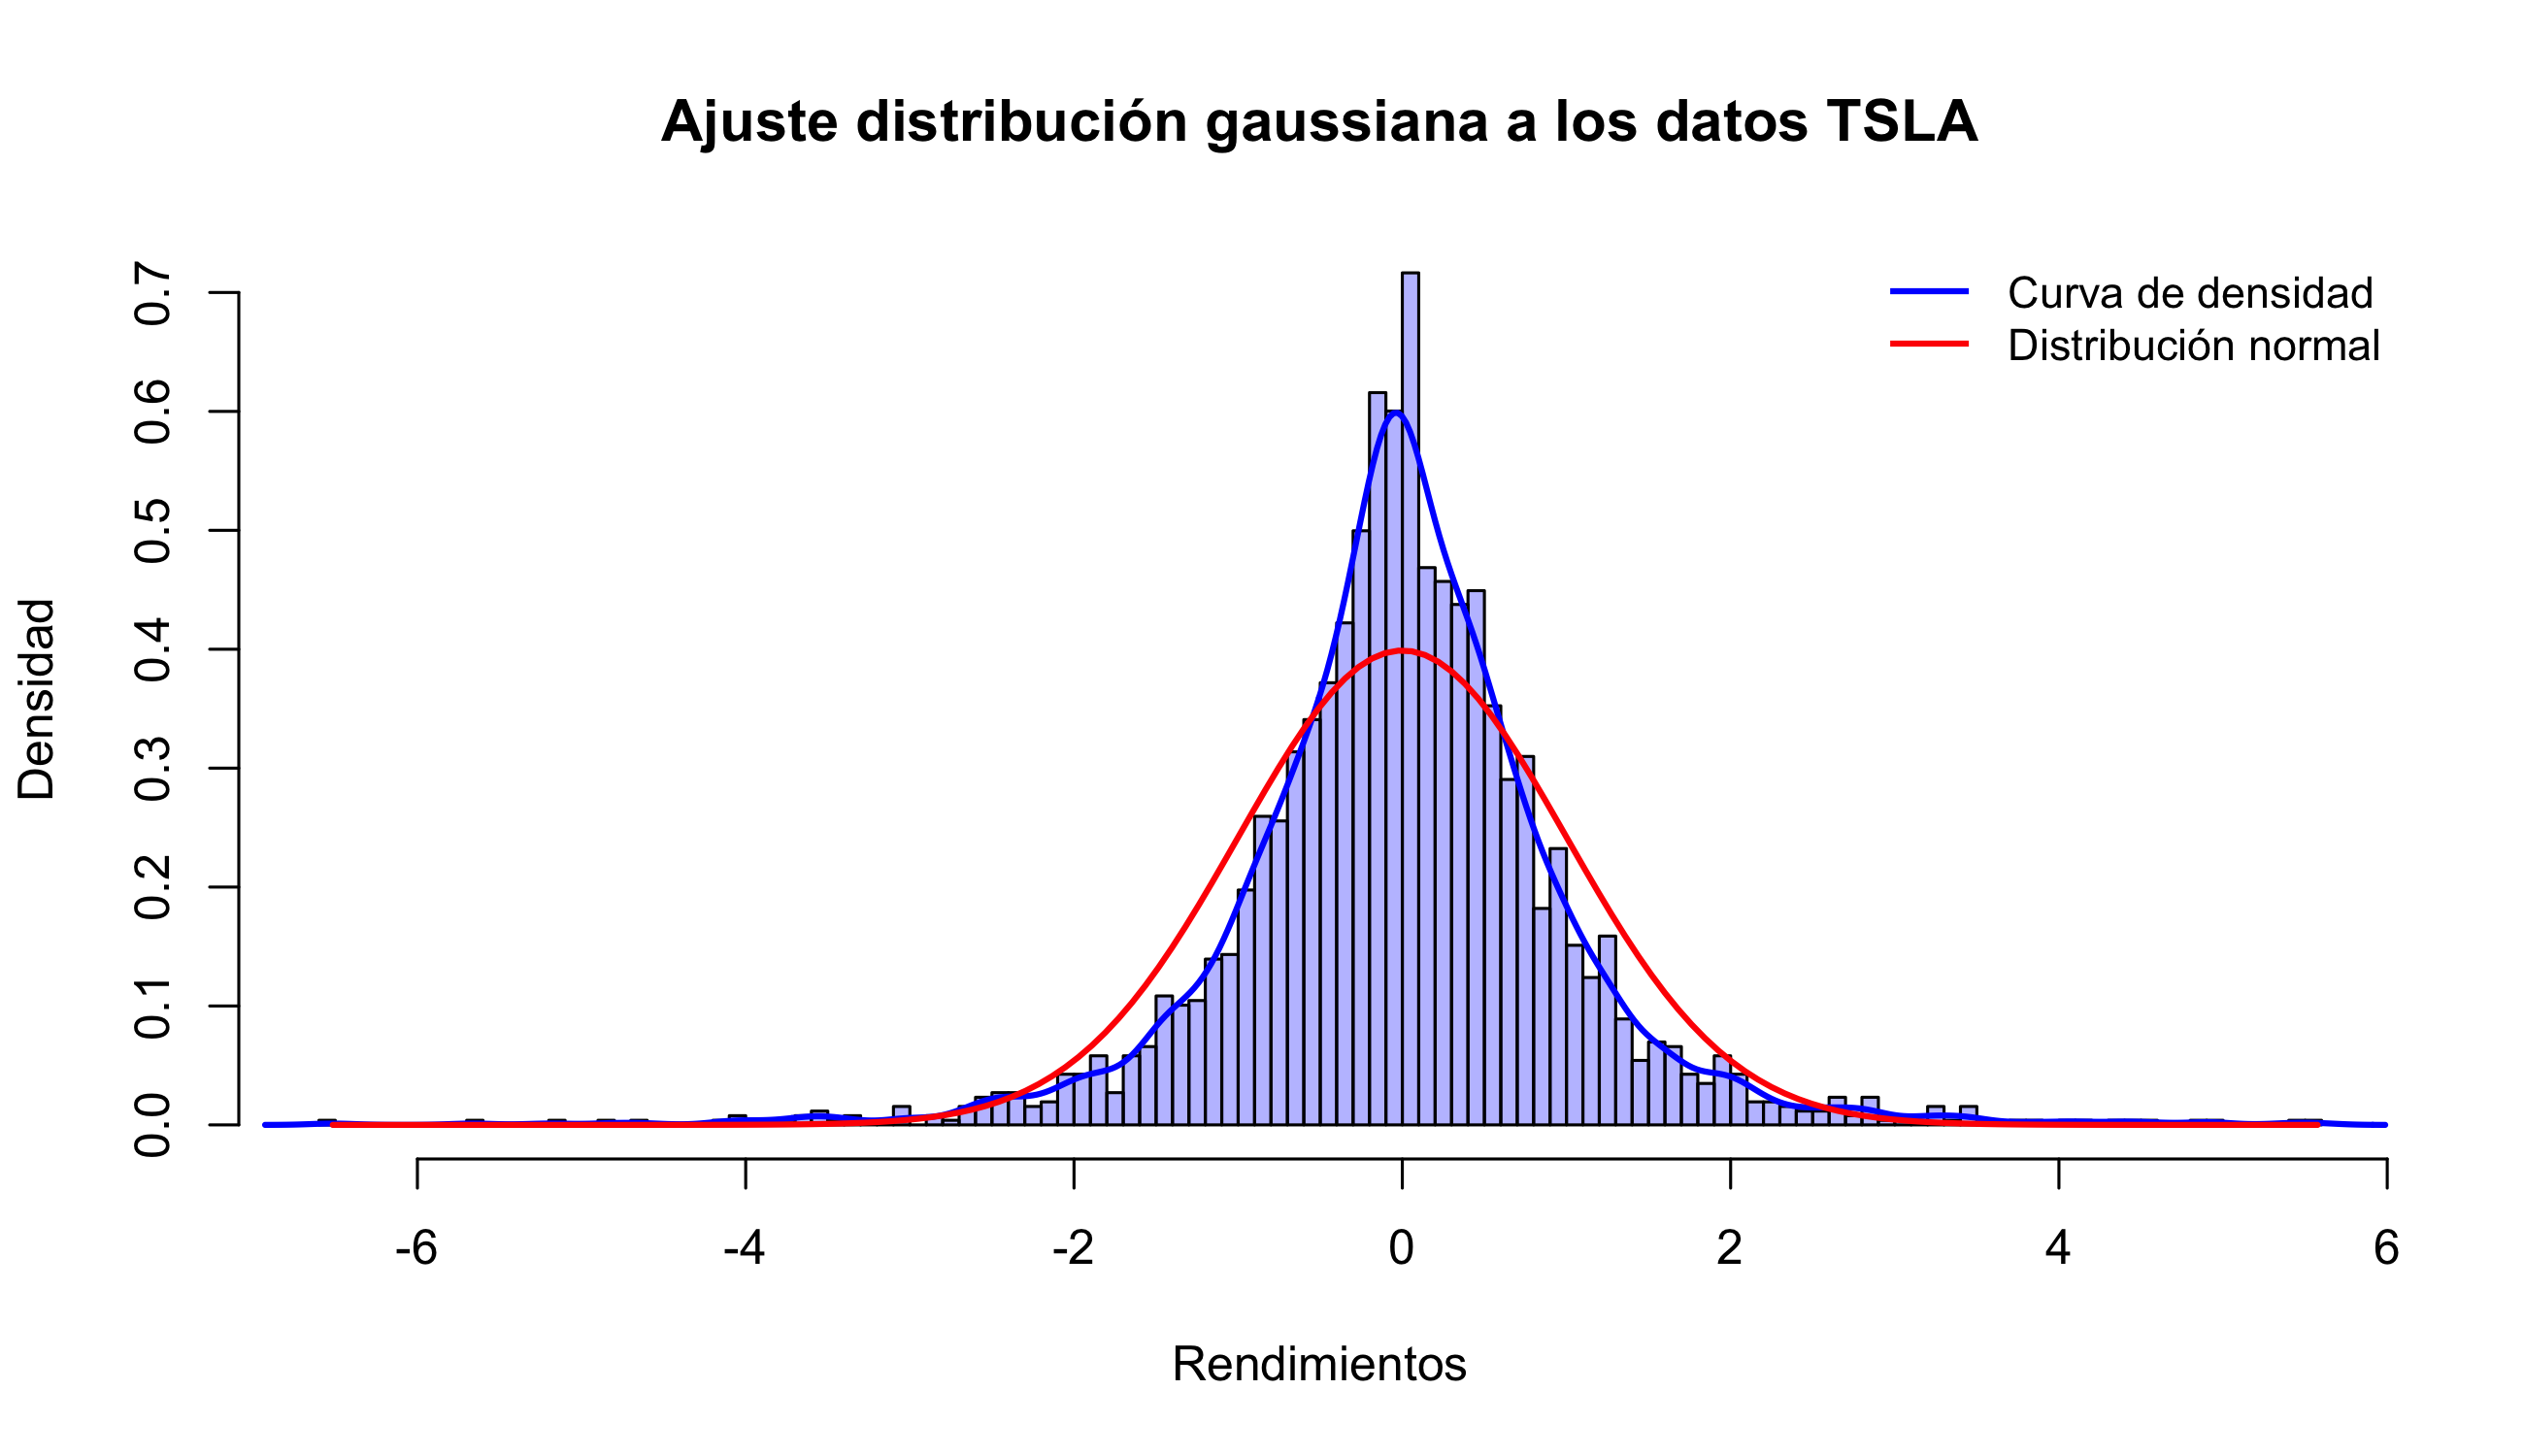 Ajuste distribución gaussiana a los datos TSLA
Curva de densidad
Distribución normal
Densidad
0.7
0.6
0.5
0.4
0.3
0.2
0.1
0.0
-6 -4 -2 0 2 4 6
Rendimientos